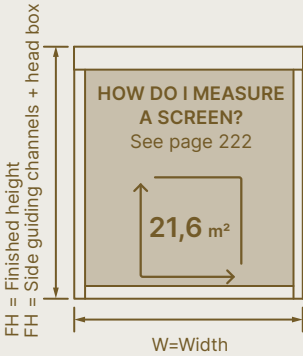 FH = Finished height
FH = Side guiding channels + head box
HOW DO I MEASURE
A SCREEN?
See page 222
21,6 m²
W=Width